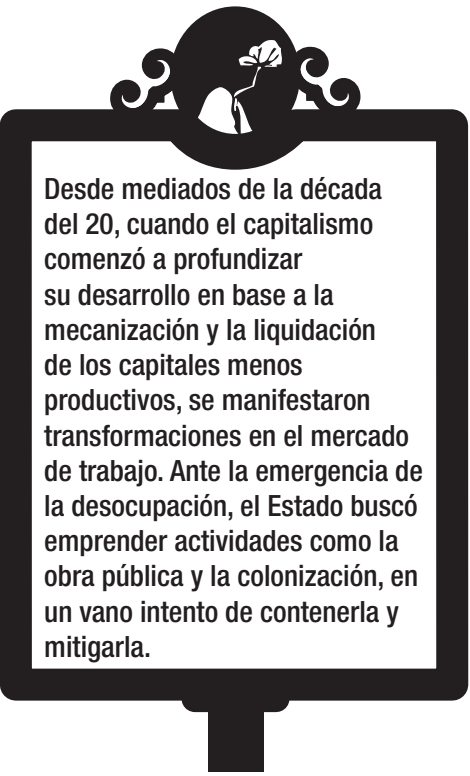 Desde mediados de la década
del 20, cuando el capitalismo
comenzó a profundizar
su desarrollo en base a la
mecanización y la liquidación
de los capitales menos
productivos, se manifestaron
transformaciones en el mercado
de trabajo. Ante la emergencia de
la desocupación, el Estado buscó
emprender actividades como la
obra pública y la colonización, en
un vano intento de contenerla y
mitigarla.